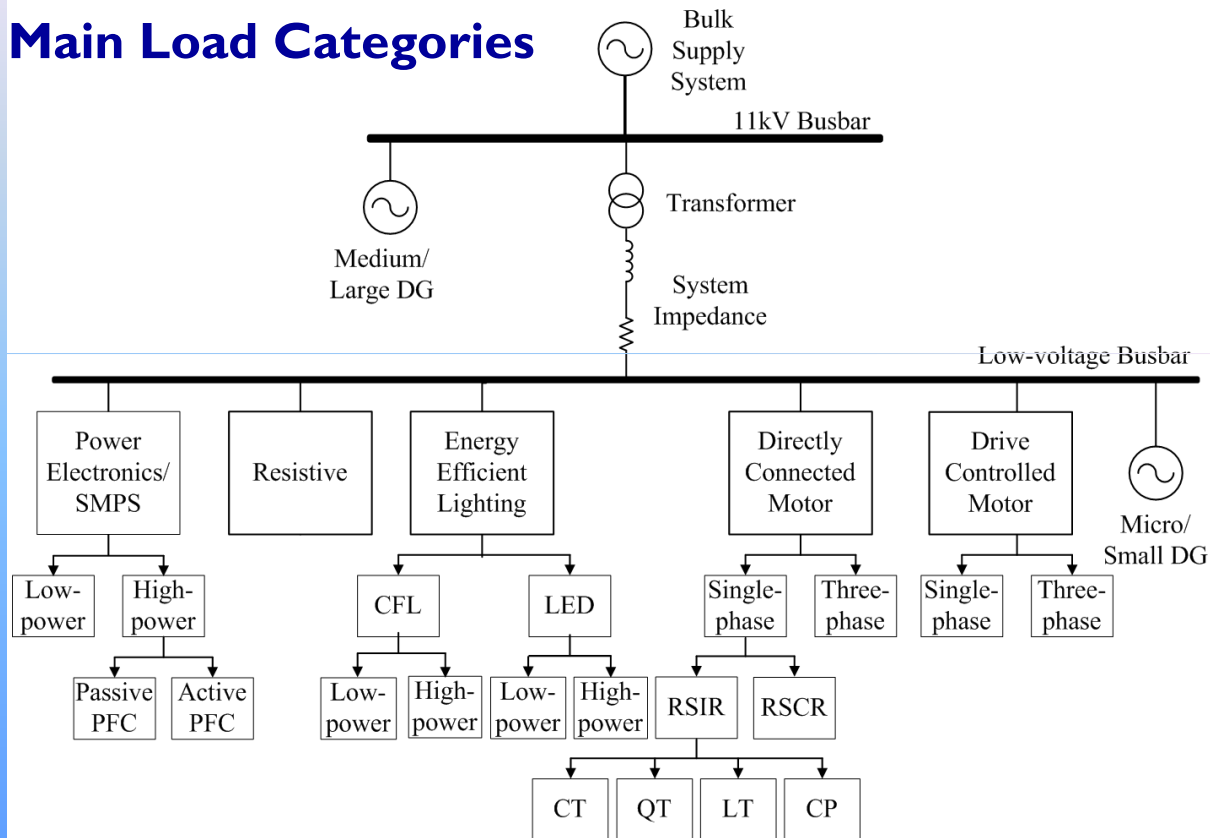 Main Load Categories
Bulk
Supply
System
11kV Busbar
Transformer
Medium/
Large DG
System
Impedance
Low-voltage Busbar
Power
Electronics/
SMPS
Resistive
Energy
Efficient
Lighting
Directly
Connected
Motor
Drive
Controlled
Motor
Micro/
Small DG
Low-
power
High-
power
CFL
LED
Single-
phase
Three-
phase
Single-
phase
Three-
phase
Passive
PFC
Active
PFC
Low-
power
High-
power
Low-
power
High-
power
RSIR
RSCR
CT
QT
LT
CP